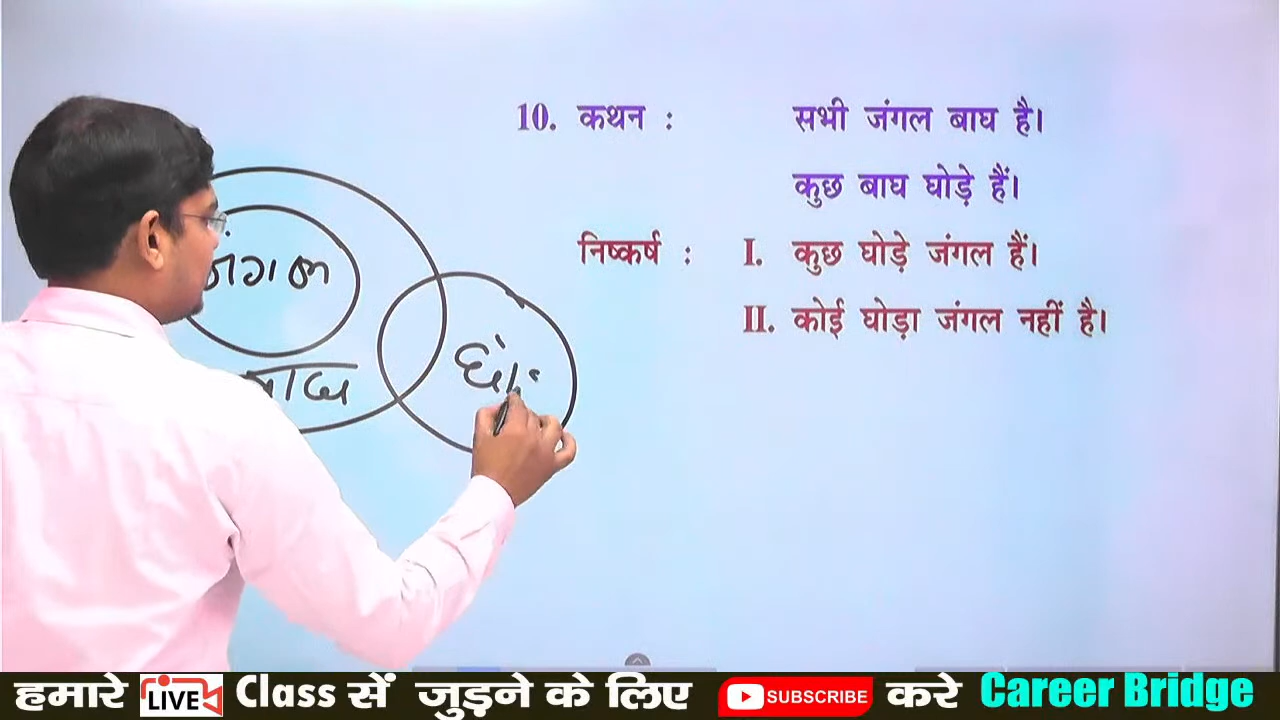 10. कथन : सभी जंगल बाघ है।
कुछ बाघ घोड़े हैं।
निष्कर्ष : I. कुछ घोड़े जंगल हैं।
II. कोई घोड़ा जंगल नहीं है।
जंगल
बाघ
हमारे LIVE Class सें जुड़ने के लिए SUBSCRIBE करे Career Bridge